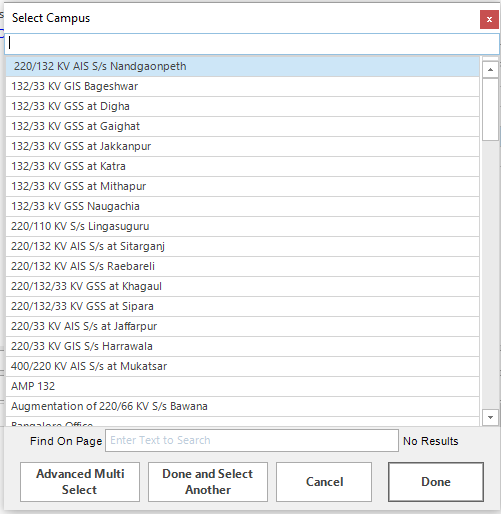 Select Campus
x
220/132 KV AIS S/s Nandgaonpeth
132/33 KV GIS Bageshwar
132/33 KV GSS at Digha
132/33 KV GSS at Gaighat
132/33 KV GSS at Jakkanpur
132/33 KV GSS at Katra
132/33 KV GSS at Mithapur
132/33 kV GSS Naugachia
220/110 KV S/s Lingasuguru
220/132 KV AIS S/s at Sitarganj
220/132 KV AIS S/s Raebareli
220/132/33 KV GSS at Khagaul
220/132/33 KV GSS at Sipara
220/33 KV AIS S/s at Jaffarpur
220/33 KV GIS S/s Harrawala
400/220 KV AIS S/s at Mukatsar
AMP 132
Augmentation of 220/66 KV S/s Bawana
Bangalore Office
Find On Page Enter Text to Search No Results
Advanced Multi Select
Done and Select Another
Cancel
Done